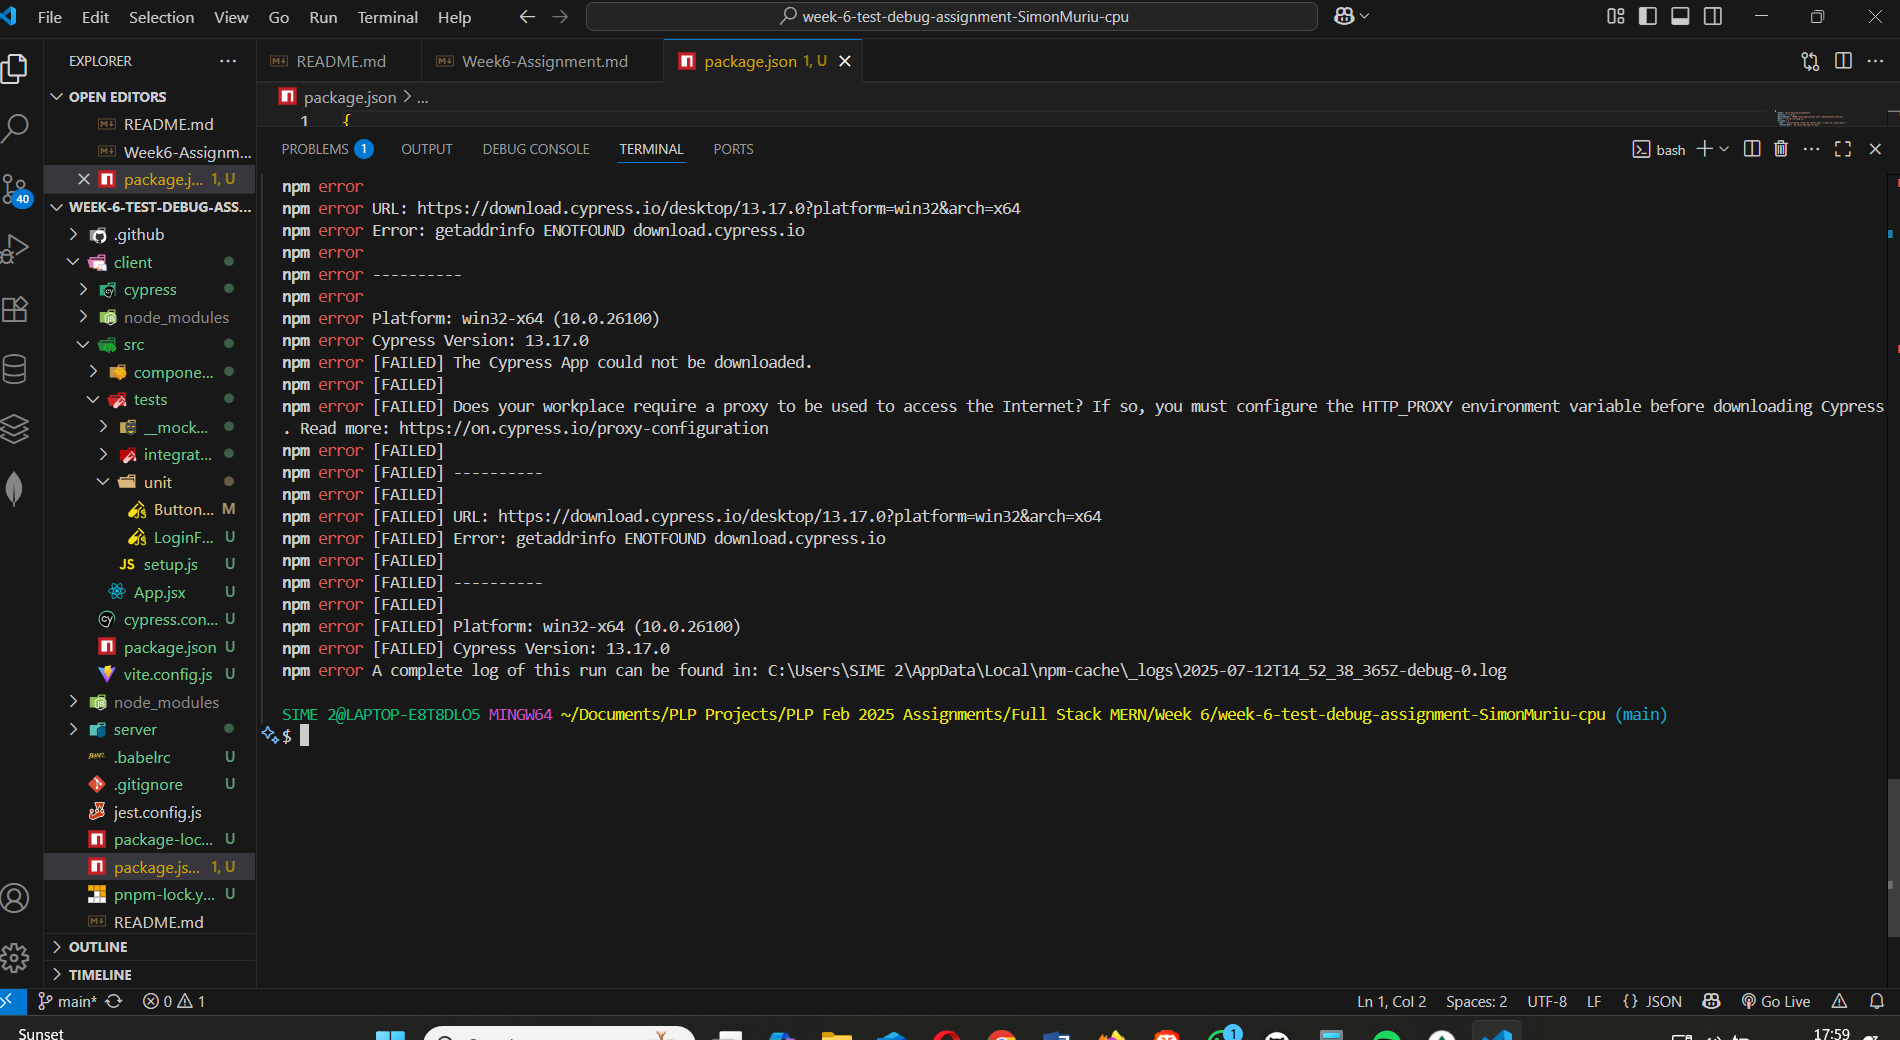 File Edit Selection View Go Run Terminal Help
week-6-test-debug-assignment-SimonMuriu-cpu
EXPLORER
OPEN EDITORS
README.md
Week6-Assignm...
package.j... 1, U
WEEK-6-TEST-DEBUG-ASS...
.github
client
cypress
node_modules
src
compone...
tests
__mock...
integrat...
unit
Button... M
LoginF... U
setup.js U
App.jsx U
cypress.con... U
package.json U
vite.config.js U
node_modules
server
.babelrc U
.gitignore U
jest.config.js
package-loc... U
package.js... 1, U
pnpm-lock.y... U
README.md
OUTLINE
TIMELINE
40
README.md Week6-Assignment.md package.json 1, U
package.json > ...
1 {
PROBLEMS 1 OUTPUT DEBUG CONSOLE TERMINAL PORTS
bash
npm error
npm error URL: https://download.cypress.io/desktop/13.17.0?platform=win32&arch=x64
npm error Error: getaddrinfo ENOTFOUND download.cypress.io
npm error
npm error ----------
npm error
npm error Platform: win32-x64 (10.0.26100)
npm error Cypress Version: 13.17.0
npm error [FAILED] The Cypress App could not be downloaded.
npm error [FAILED]
npm error [FAILED] Does your workplace require a proxy to be used to access the Internet? If so, you must configure the HTTP_PROXY environment variable before downloading Cypress
. Read more: https://on.cypress.io/proxy-configuration
npm error [FAILED]
npm error [FAILED] ----------
npm error [FAILED]
npm error [FAILED] URL: https://download.cypress.io/desktop/13.17.0?platform=win32&arch=x64
npm error [FAILED] Error: getaddrinfo ENOTFOUND download.cypress.io
npm error [FAILED]
npm error [FAILED] ----------
npm error [FAILED]
npm error [FAILED] Platform: win32-x64 (10.0.26100)
npm error [FAILED] Cypress Version: 13.17.0
npm error A complete log of this run can be found in: C:\Users\SIME 2\AppData\Local\npm-cache\_logs\2025-07-12T14_52_38_365Z-debug-0.log
SIME 2@LAPTOP-E8T8DLO5 MINGW64 ~/Documents/PLP Projects/PLP Feb 2025 Assignments/Full Stack MERN/Week 6/week-6-test-debug-assignment-SimonMuriu-cpu (main)
$
main* 0 1
Ln 1, Col 2 Spaces: 2 UTF-8 LF {} JSON Go Live
Sunset
1
17:59